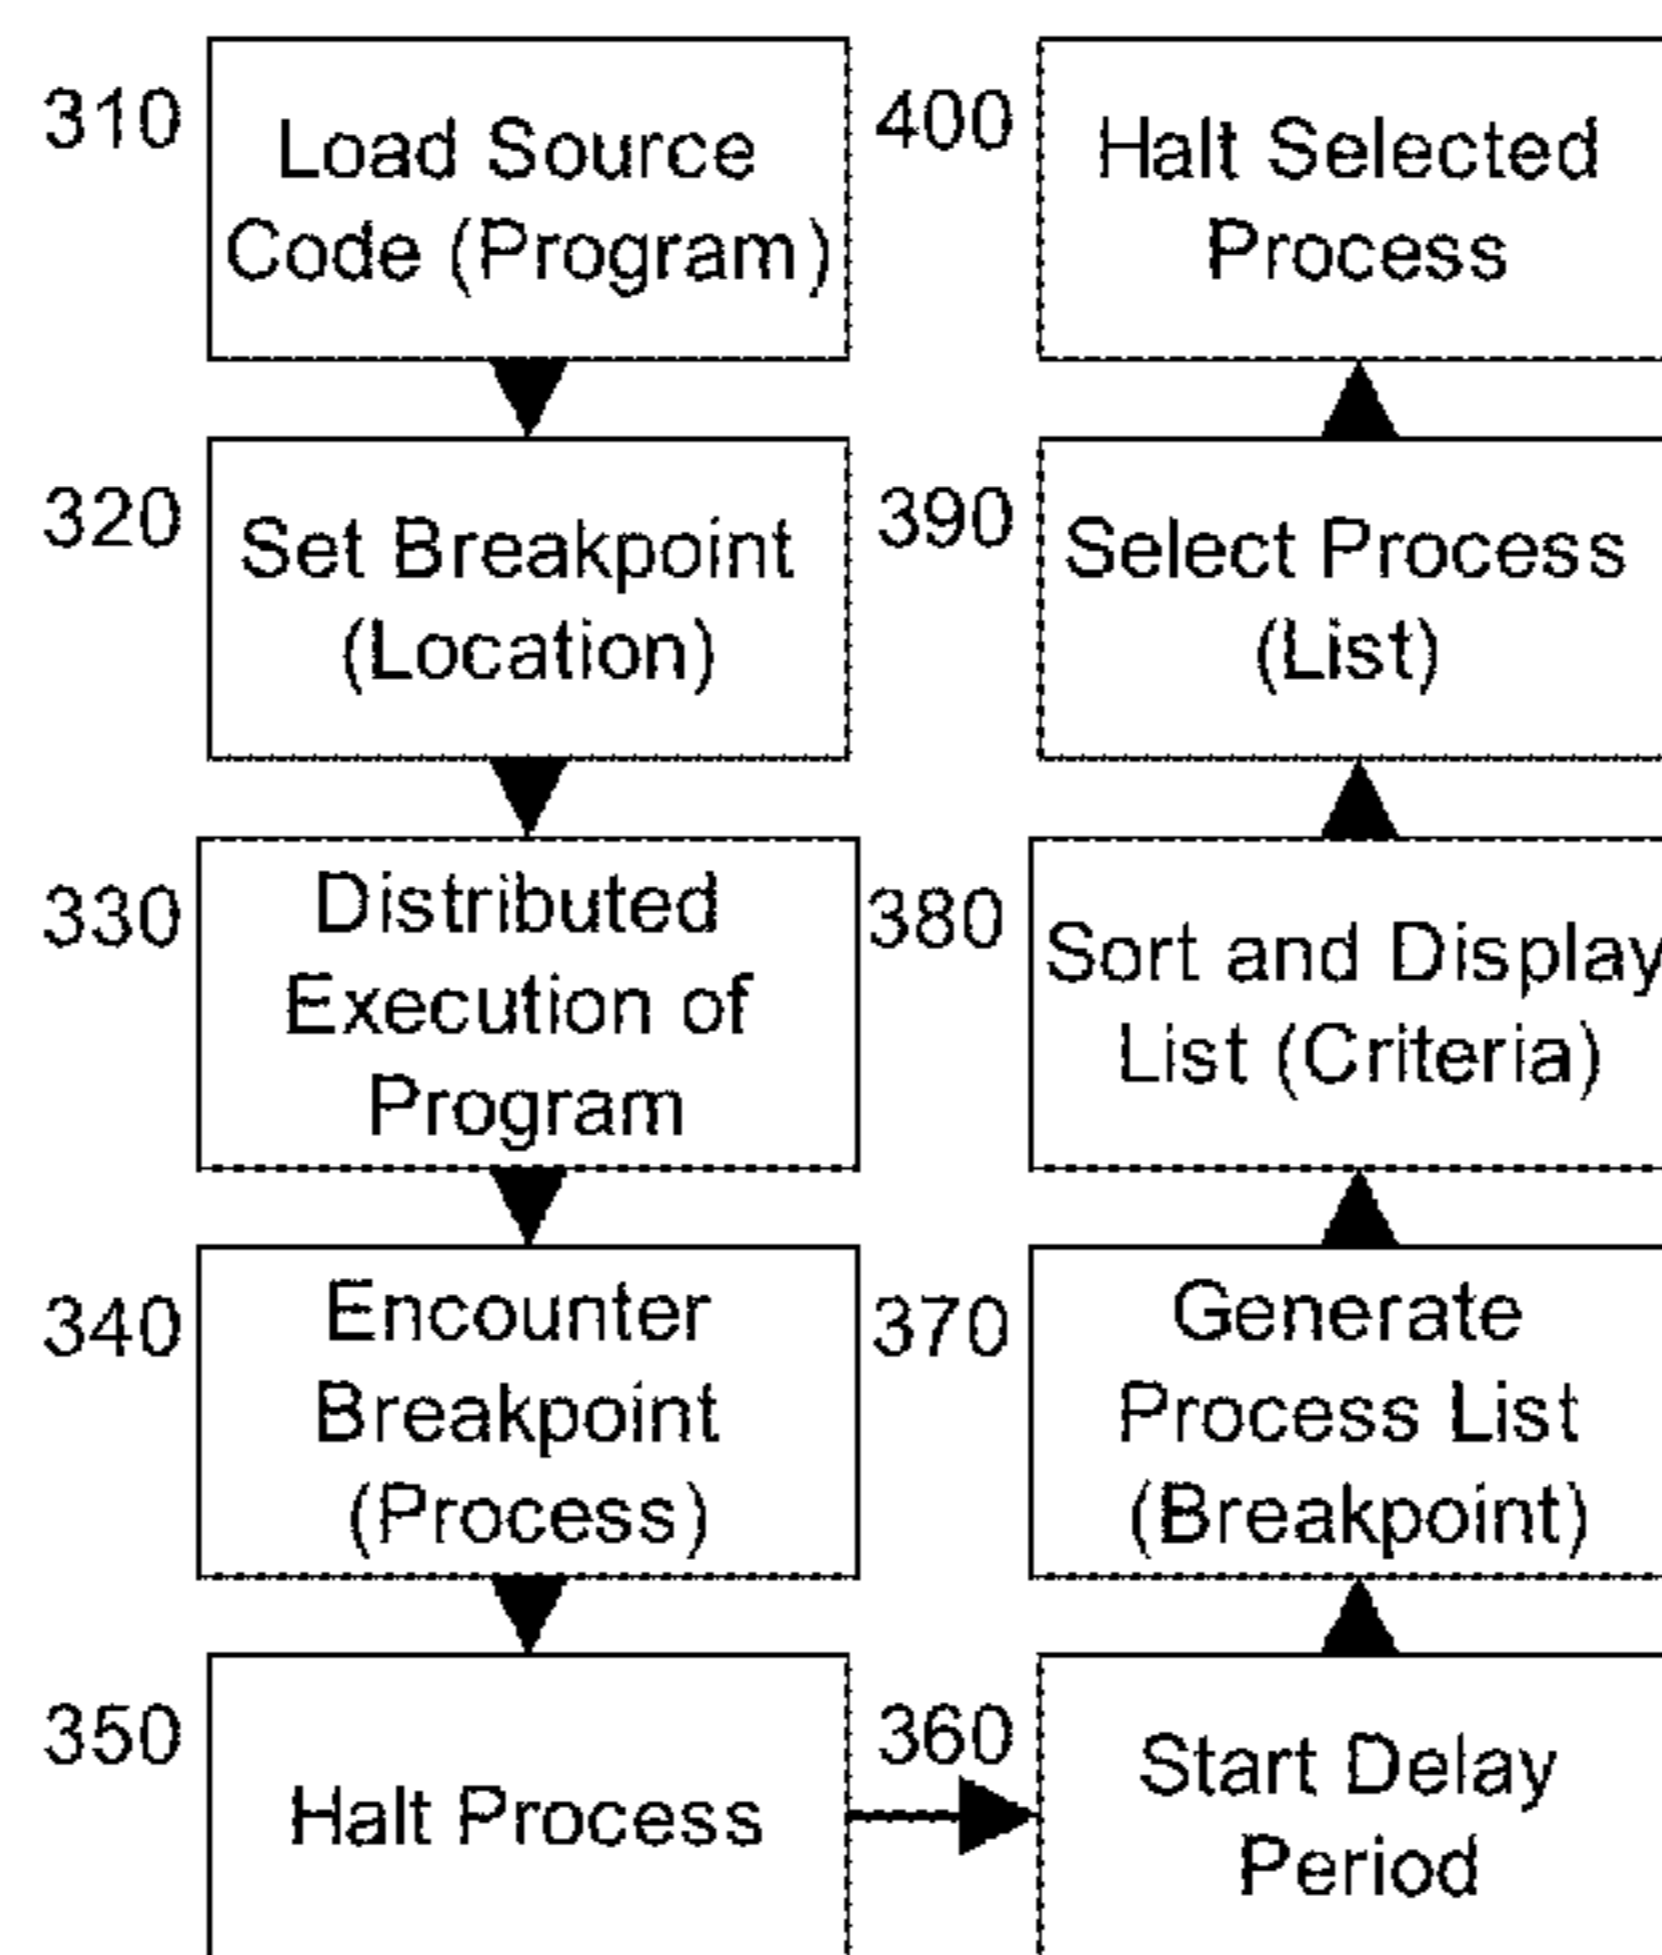 310
Load Source
Code (Program)
320
Set Breakpoint
(Location)
330
Distributed
Execution of
Program
340
Encounter
Breakpoint
(Process)
350
Halt Process
360
Start Delay
Period
370
Generate
Process List
(Breakpoint)
380
Sort and Display
List (Criteria)
390
Select Process
(List)
400
Halt Selected
Process